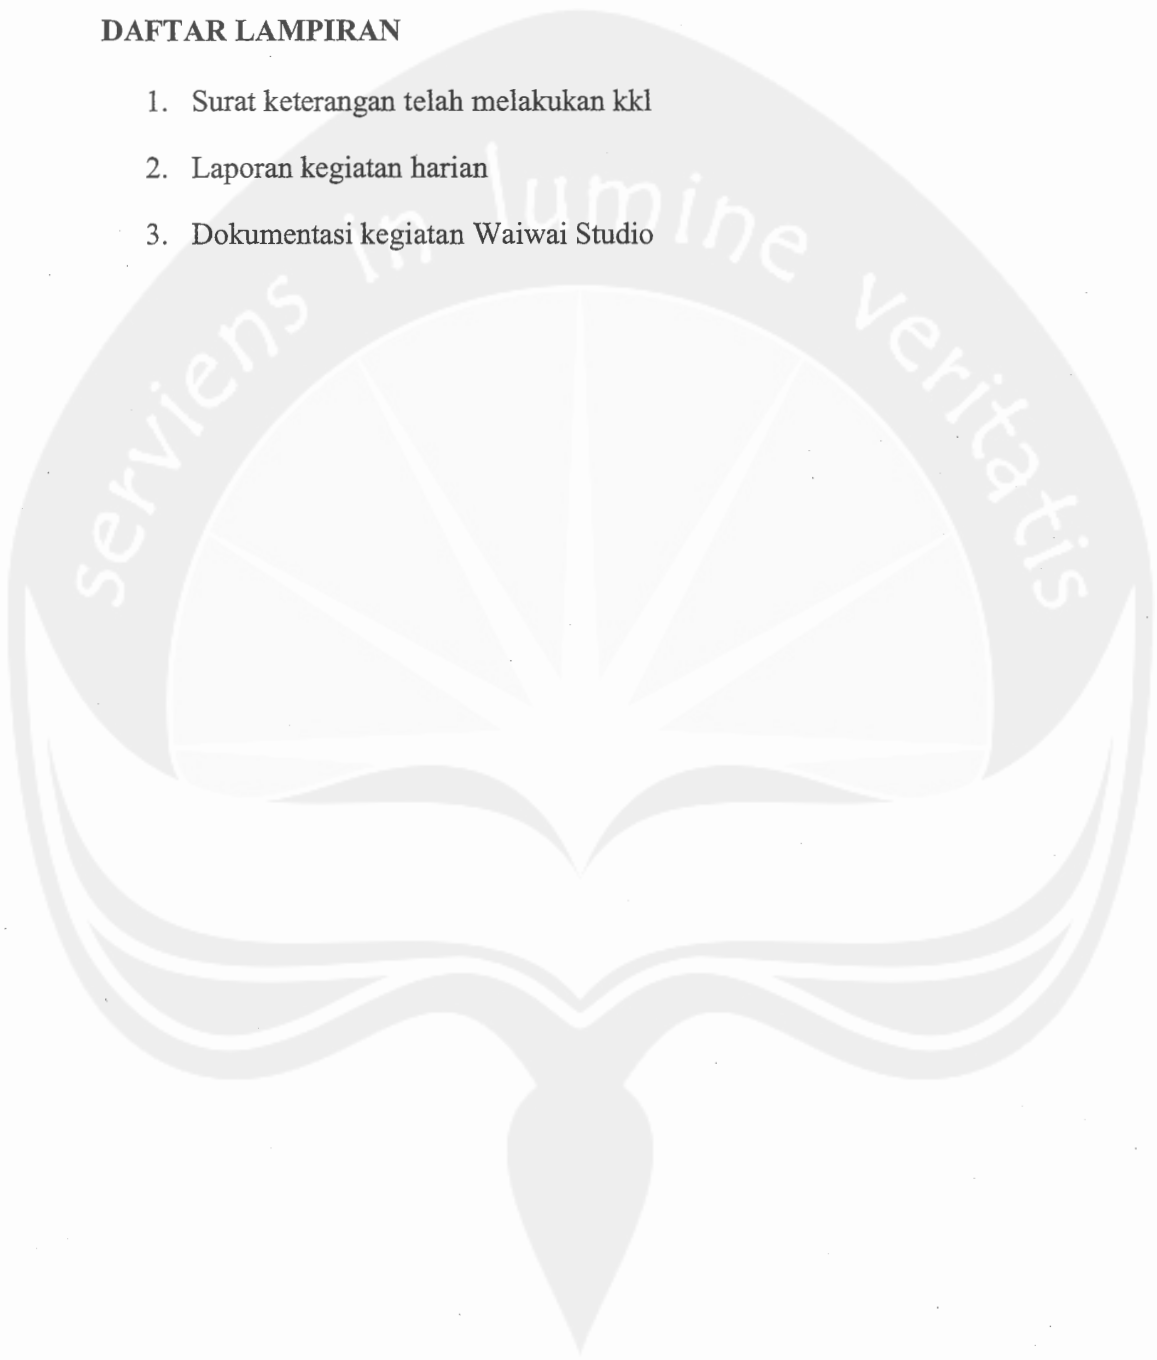 DAFTAR LAMPIRAN
1. Surat keterangan telah melakukan kkl
2. Laporan kegiatan harian
3. Dokumentasi kegiatan Waiwai Studio
serviens in lumine veritatis